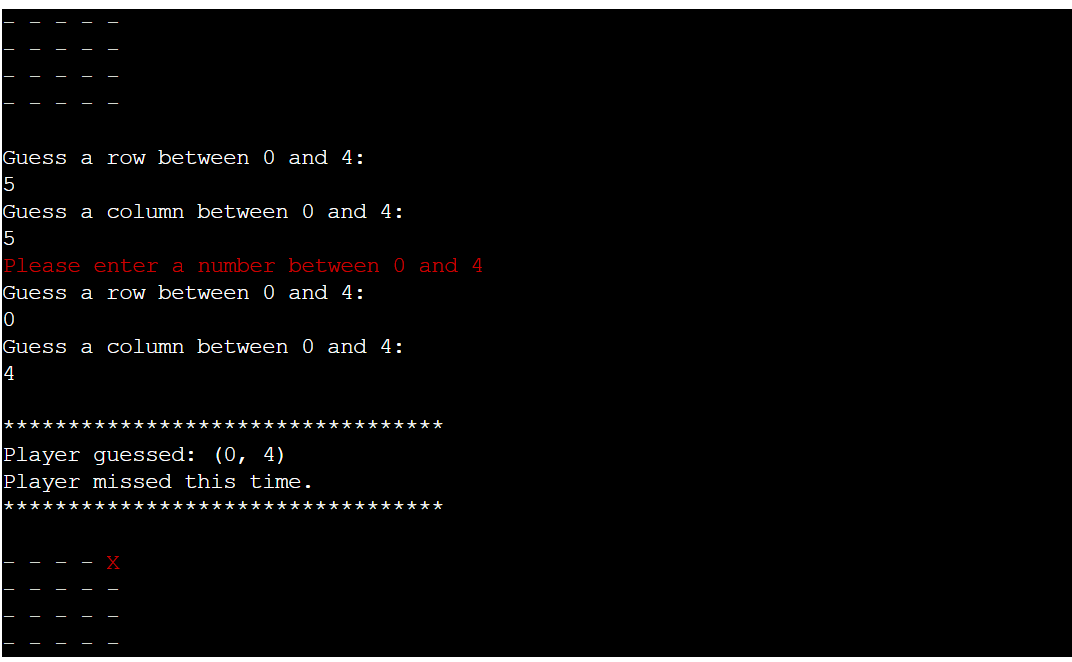 - - - - -
- - - - -
- - - - -
- - - - -
Guess a row between 0 and 4:
5
Guess a column between 0 and 4:
5
Please enter a number between 0 and 4
Guess a row between 0 and 4:
0
Guess a column between 0 and 4:
4
**********************************
Player guessed: (0, 4)
Player missed this time.
**********************************
- - - - X
- - - - -
- - - - -
- - - - -